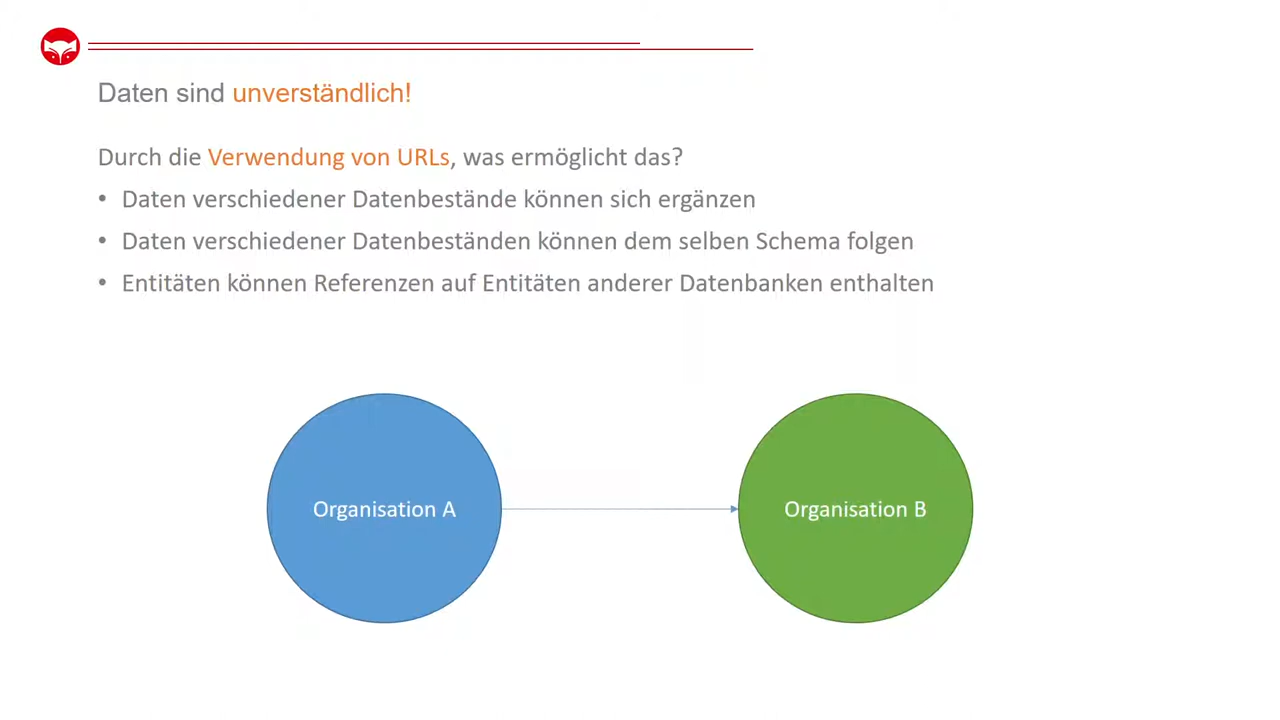 Daten sind unverständlich!
Durch die Verwendung von URLs, was ermöglicht das?
• Daten verschiedener Datenbestände können sich ergänzen
• Daten verschiedener Datenbeständen können dem selben Schema folgen
• Entitäten können Referenzen auf Entitäten anderer Datenbanken enthalten
Organisation A
Organisation B